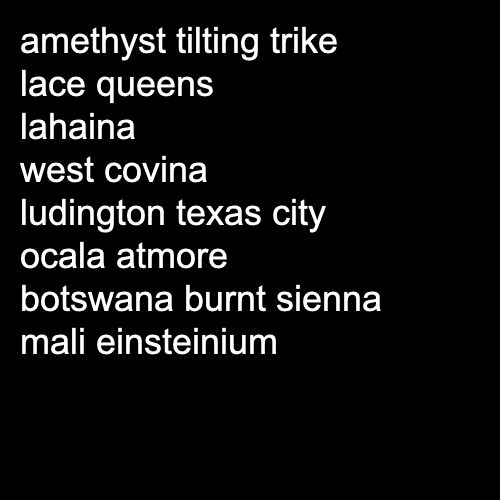 amethyst tilting trike
lace queens
lahaina
west covina
ludington texas city
ocala atmore
botswana burnt sienna
mali einsteinium